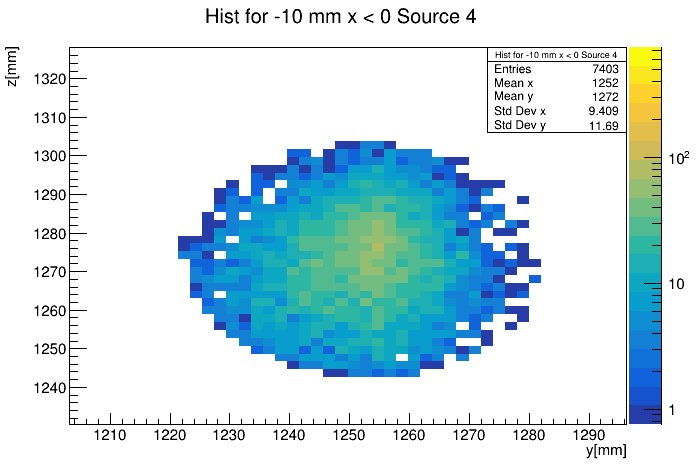 Hist for -10 mm x < 0 Source 4
z[mm]
Hist for -10 mm x < 0 Source 4
Entries 7403
Mean x 1252
Mean y 1272
Std Dev x 9.409
Std Dev y 11.69
1320
1310
1300
1290
1280
1270
1260
1250
1240
10²
10
1
1210 1220 1230 1240 1250 1260 1270 1280 1290
y[mm]